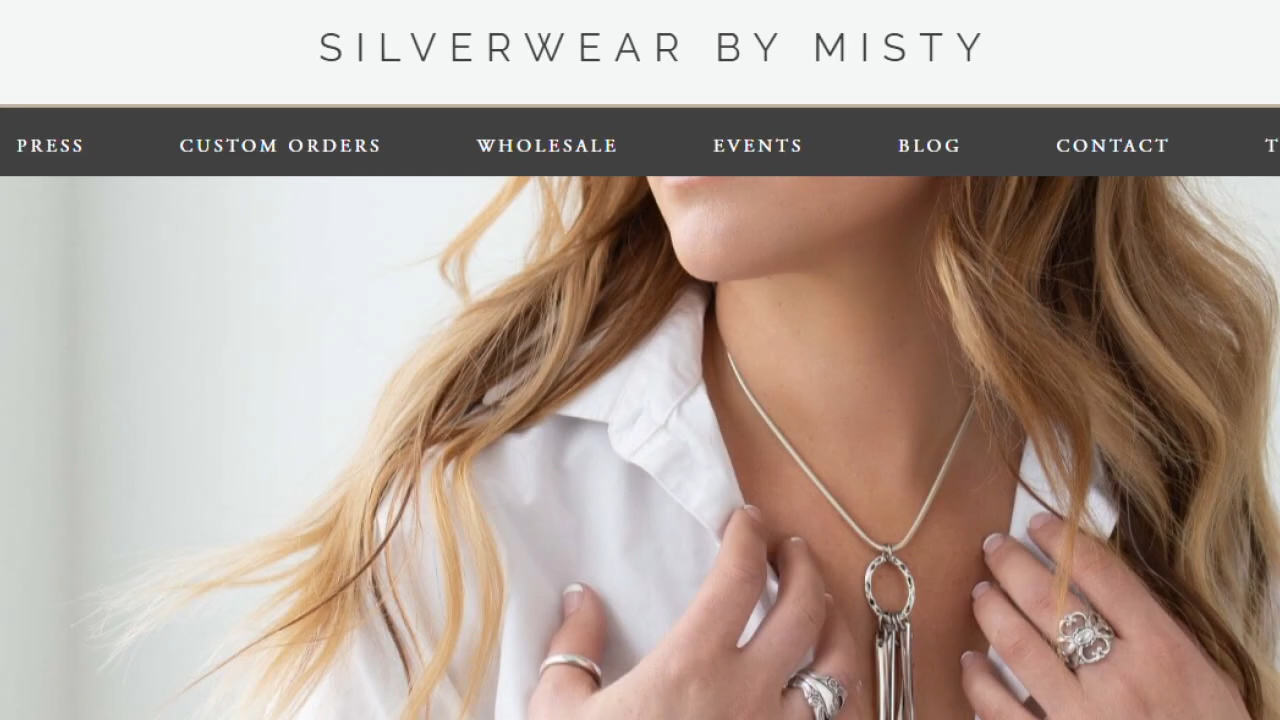 SILVERWEAR BY MISTY
PRESS CUSTOM ORDERS WHOLESALE EVENTS BLOG CONTACT